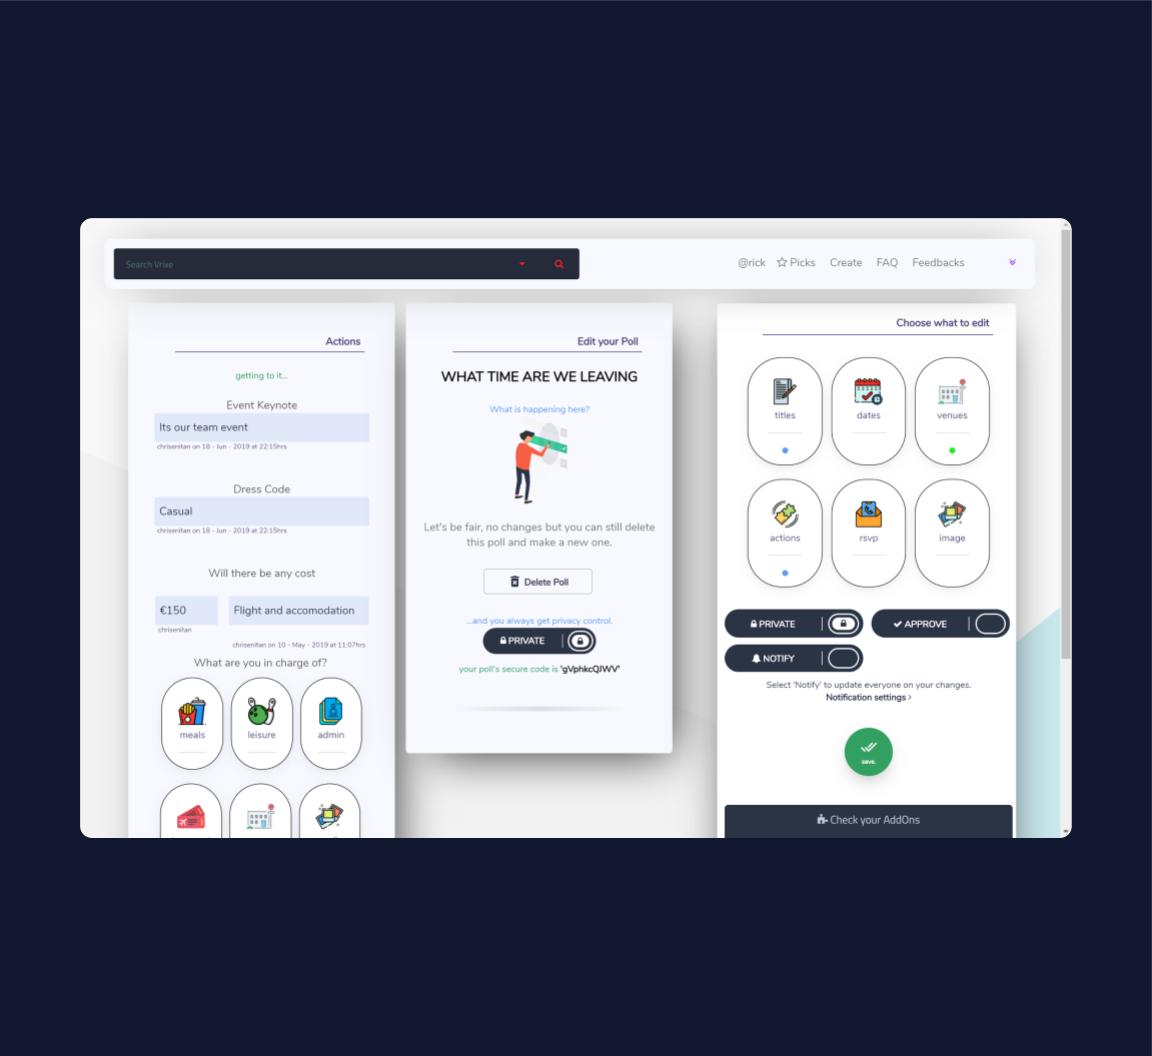 Search Vrixe
@rick
Picks
Create
FAQ
Feedbacks
Actions
getting to it...
Event Keynote
Its our team event
chrisenitan on 18 - Jun - 2019 at 22:15hrs
Dress Code
Casual
chrisenitan on 18 - Jun - 2019 at 22:15hrs
Will there be any cost
€150
Flight and accomodation
chrisenitan
chrisenitan on 10 - May - 2019 at 11:07hrs
What are you in charge of?
meals
leisure
admin
Edit your Poll
WHAT TIME ARE WE LEAVING
What is happening here?
Let's be fair, no changes but you can still delete
this poll and make a new one.
Delete Poll
...and you always get privacy control.
PRIVATE
your poll's secure code is 'gVphkcQJWV'
Choose what to edit
titles
dates
venues
actions
rsvp
image
PRIVATE
APPROVE
NOTIFY
Select 'Notify' to update everyone on your changes.
Notification settings ›
save.
Check your AddOns